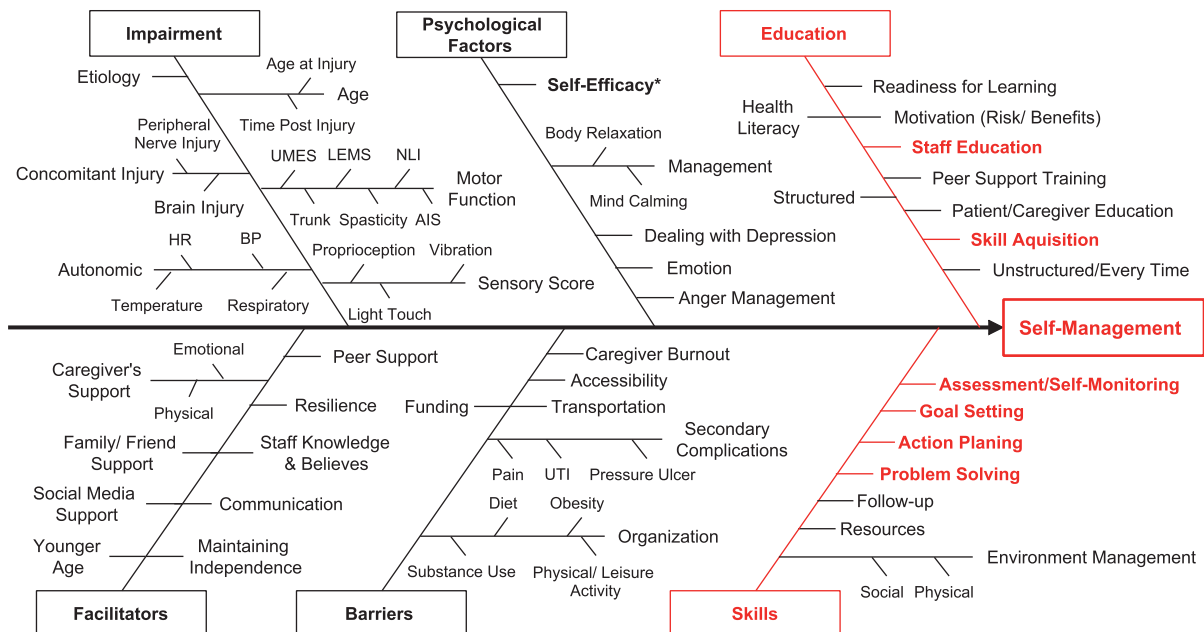 Impairment
Psychological
Factors
Education
Etiology
Age at Injury
Age
Time Post Injury
Peripheral
Nerve Injury
Concomitant Injury
Brain Injury
UMES
LEMS
NLI
Motor
Function
Trunk
Spasticity
AIS
HR
BP
Autonomic
Temperature
Respiratory
Proprioception
Vibration
Sensory Score
Light Touch
Self-Efficacy*
Body Relaxation
Management
Mind Calming
Dealing with Depression
Emotion
Anger Management
Readiness for Learning
Health
Literacy
Motivation (Risk/ Benefits)
Staff Education
Peer Support Training
Structured
Patient/Caregiver Education
Skill Aquisition
Unstructured/Every Time
Self-Management
Peer Support
Emotional
Caregiver's
Support
Physical
Resilience
Family/ Friend
Support
Staff Knowledge
& Believes
Social Media
Support
Communication
Younger
Age
Maintaining
Independence
Facilitators
Caregiver Burnout
Accessibility
Funding
Transportation
Secondary
Complications
Pain
UTI
Pressure Ulcer
Diet
Obesity
Organization
Substance Use
Physical/ Leisure
Activity
Barriers
Assessment/Self-Monitoring
Goal Setting
Action Planing
Problem Solving
Follow-up
Resources
Environment Management
Social
Physical
Skills